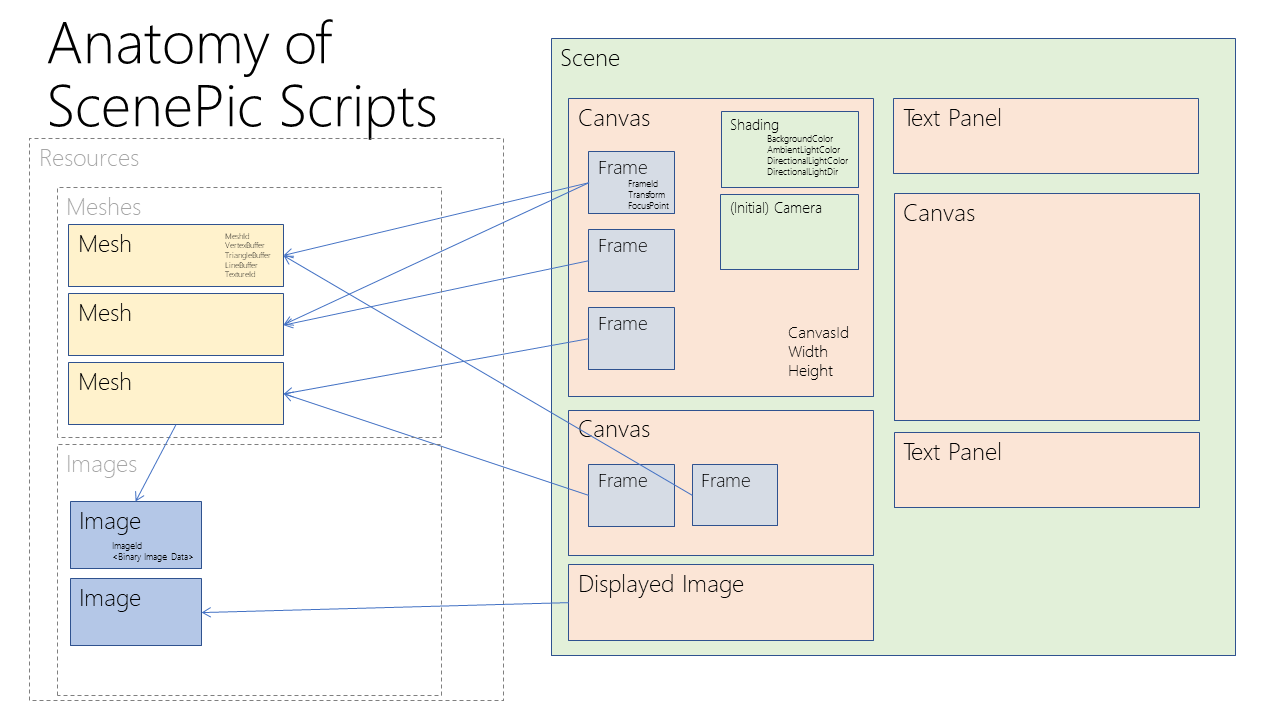 Anatomy of
ScenePic Scripts
Resources
Meshes
Mesh
MeshId
VertexBuffer
TriangleBuffer
LineBuffer
TextureId
Mesh
Mesh
Images
Image
ImageId
<Binary Image Data>
Image
Scene
Canvas
Frame
FrameId
Transform
FocusPoint
Frame
Frame
Shading
BackgroundColor
AmbientLightColor
DirectionalLightColor
DirectionalLightDir
(Initial) Camera
CanvasId
Width
Height
Canvas
Frame
Frame
Displayed Image
Text Panel
Canvas
Text Panel